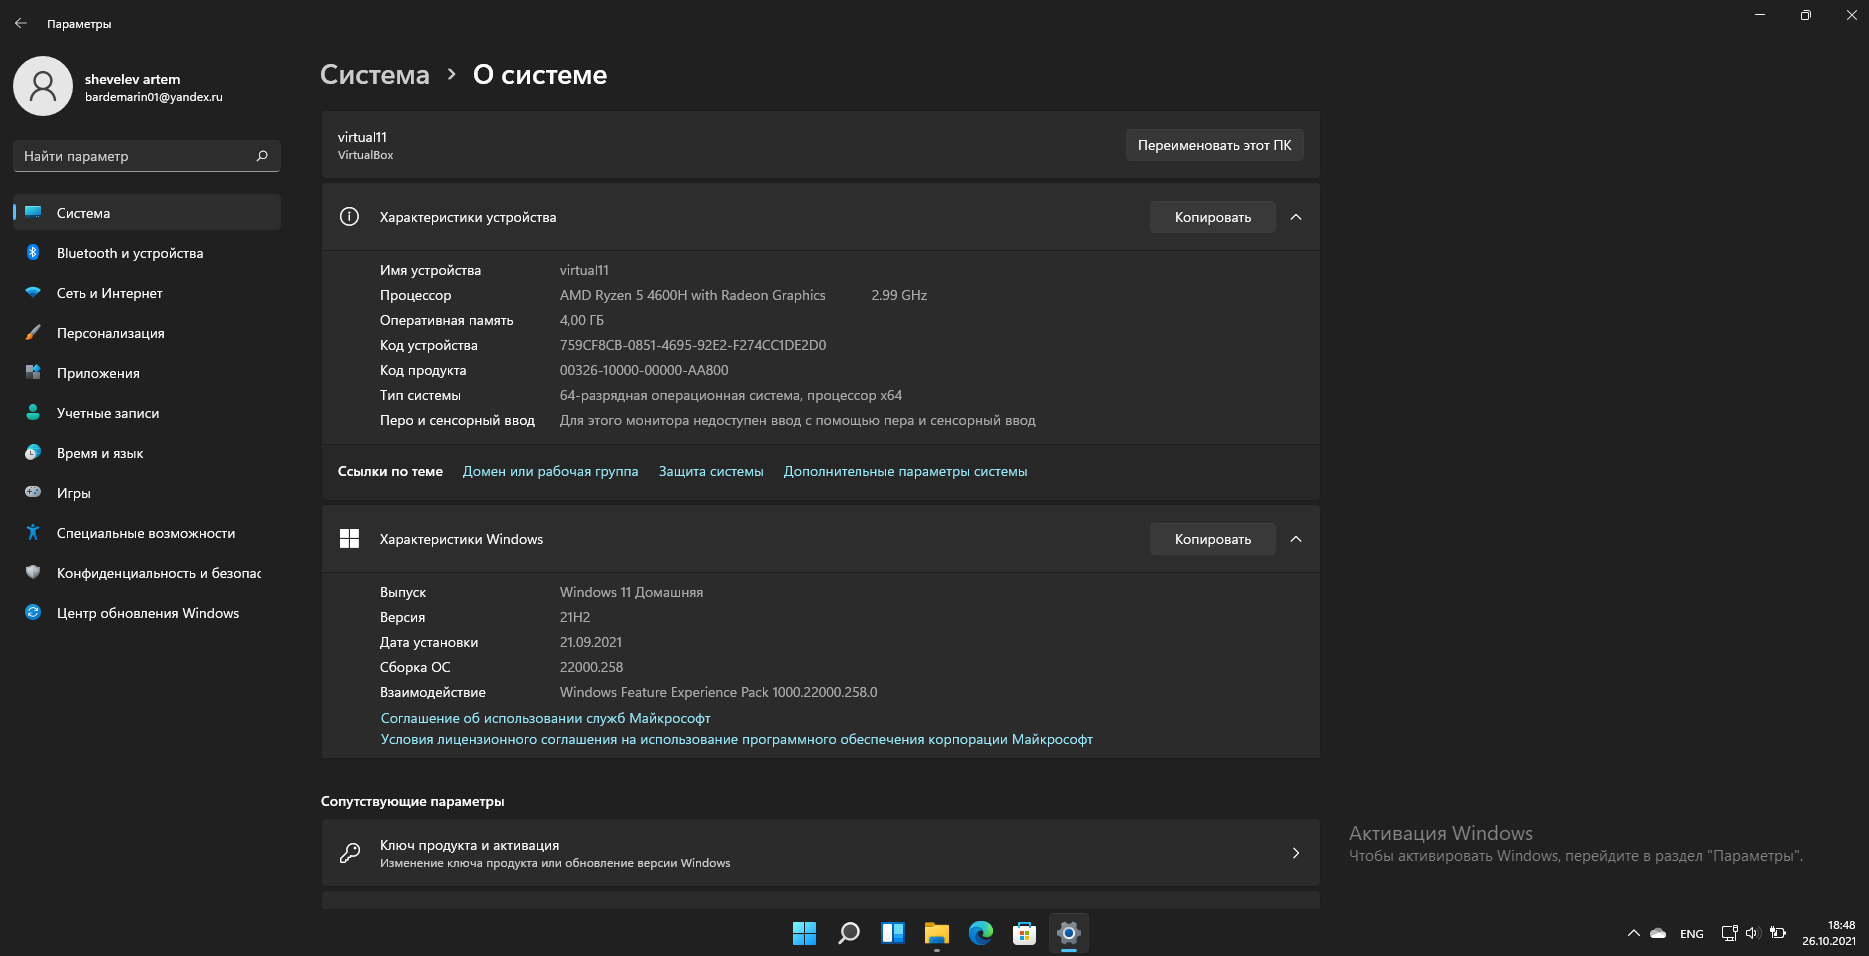 Параметры
shevelev artem
bardemarin01@yandex.ru
Найти параметр
Система
Bluetooth и устройства
Сеть и Интернет
Персонализация
Приложения
Учетные записи
Время и язык
Игры
Специальные возможности
Конфиденциальность и безопас
Центр обновления Windows
Система › О системе
virtual11
VirtualBox
Переименовать этот ПК
Характеристики устройства
Копировать
Имя устройства virtual11
Процессор AMD Ryzen 5 4600H with Radeon Graphics 2.99 GHz
Оперативная память 4,00 ГБ
Код устройства 759CF8CB-0851-4695-92E2-F274CC1DE2D0
Код продукта 00326-10000-00000-AA800
Тип системы 64-разрядная операционная система, процессор x64
Перо и сенсорный ввод Для этого монитора недоступен ввод с помощью пера и сенсорный ввод
Ссылки по теме Домен или рабочая группа Защита системы Дополнительные параметры системы
Характеристики Windows
Копировать
Выпуск Windows 11 Домашняя
Версия 21H2
Дата установки 21.09.2021
Сборка ОС 22000.258
Взаимодействие Windows Feature Experience Pack 1000.22000.258.0
Соглашение об использовании служб Майкрософт
Условия лицензионного соглашения на использование программного обеспечения корпорации Майкрософт
Сопутствующие параметры
Ключ продукта и активация
Изменение ключа продукта или обновление версии Windows
Активация Windows
Чтобы активировать Windows, перейдите в раздел "Параметры".
ENG
18:48
26.10.2021